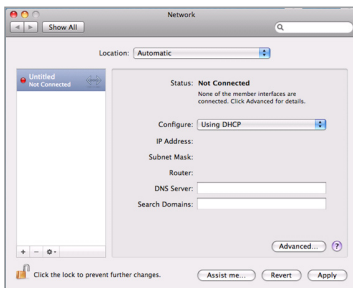 Network
Show All
Location: Automatic
Untitled
Not Connected
Status: Not Connected
None of the member interfaces are
connected. Click Advanced for details.
Configure: Using DHCP
IP Address:
Subnet Mask:
Router:
DNS Server:
Search Domains:
Advanced... ?
+ −
Click the lock to prevent further changes.
Assist me... Revert Apply